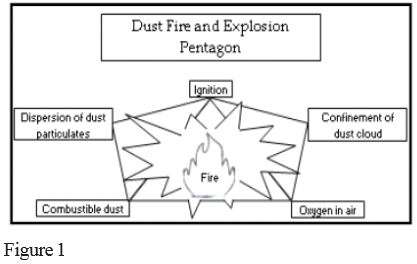 Dust Fire and Explosion
Pentagon
Ignition
Dispersion of dust
particulates
Confinement of
dust cloud
Fire
Combustible dust
Oxygen in air
Figure 1